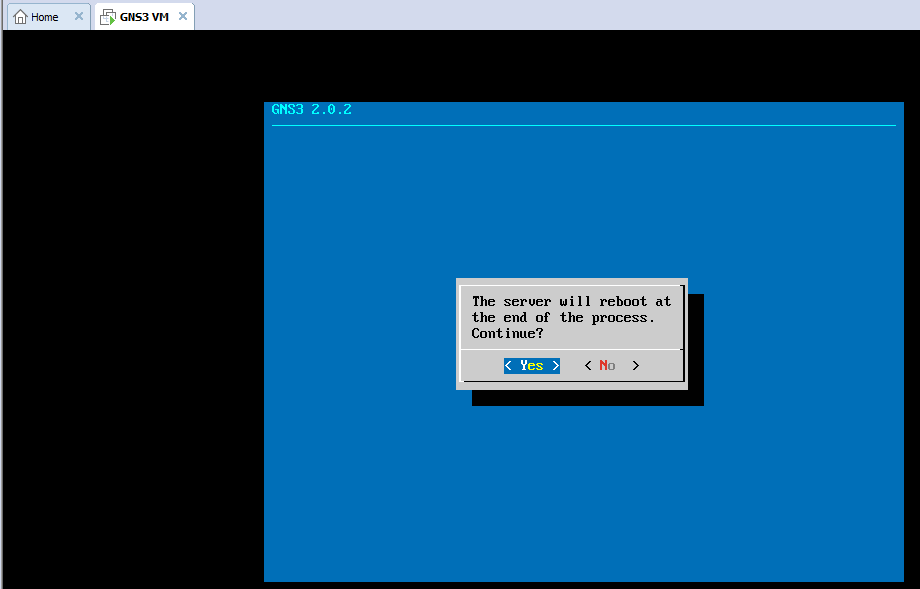 Home
GNS3 VM
GNS3 2.0.2
The server will reboot at
the end of the process.
Continue?
< Yes > < No >